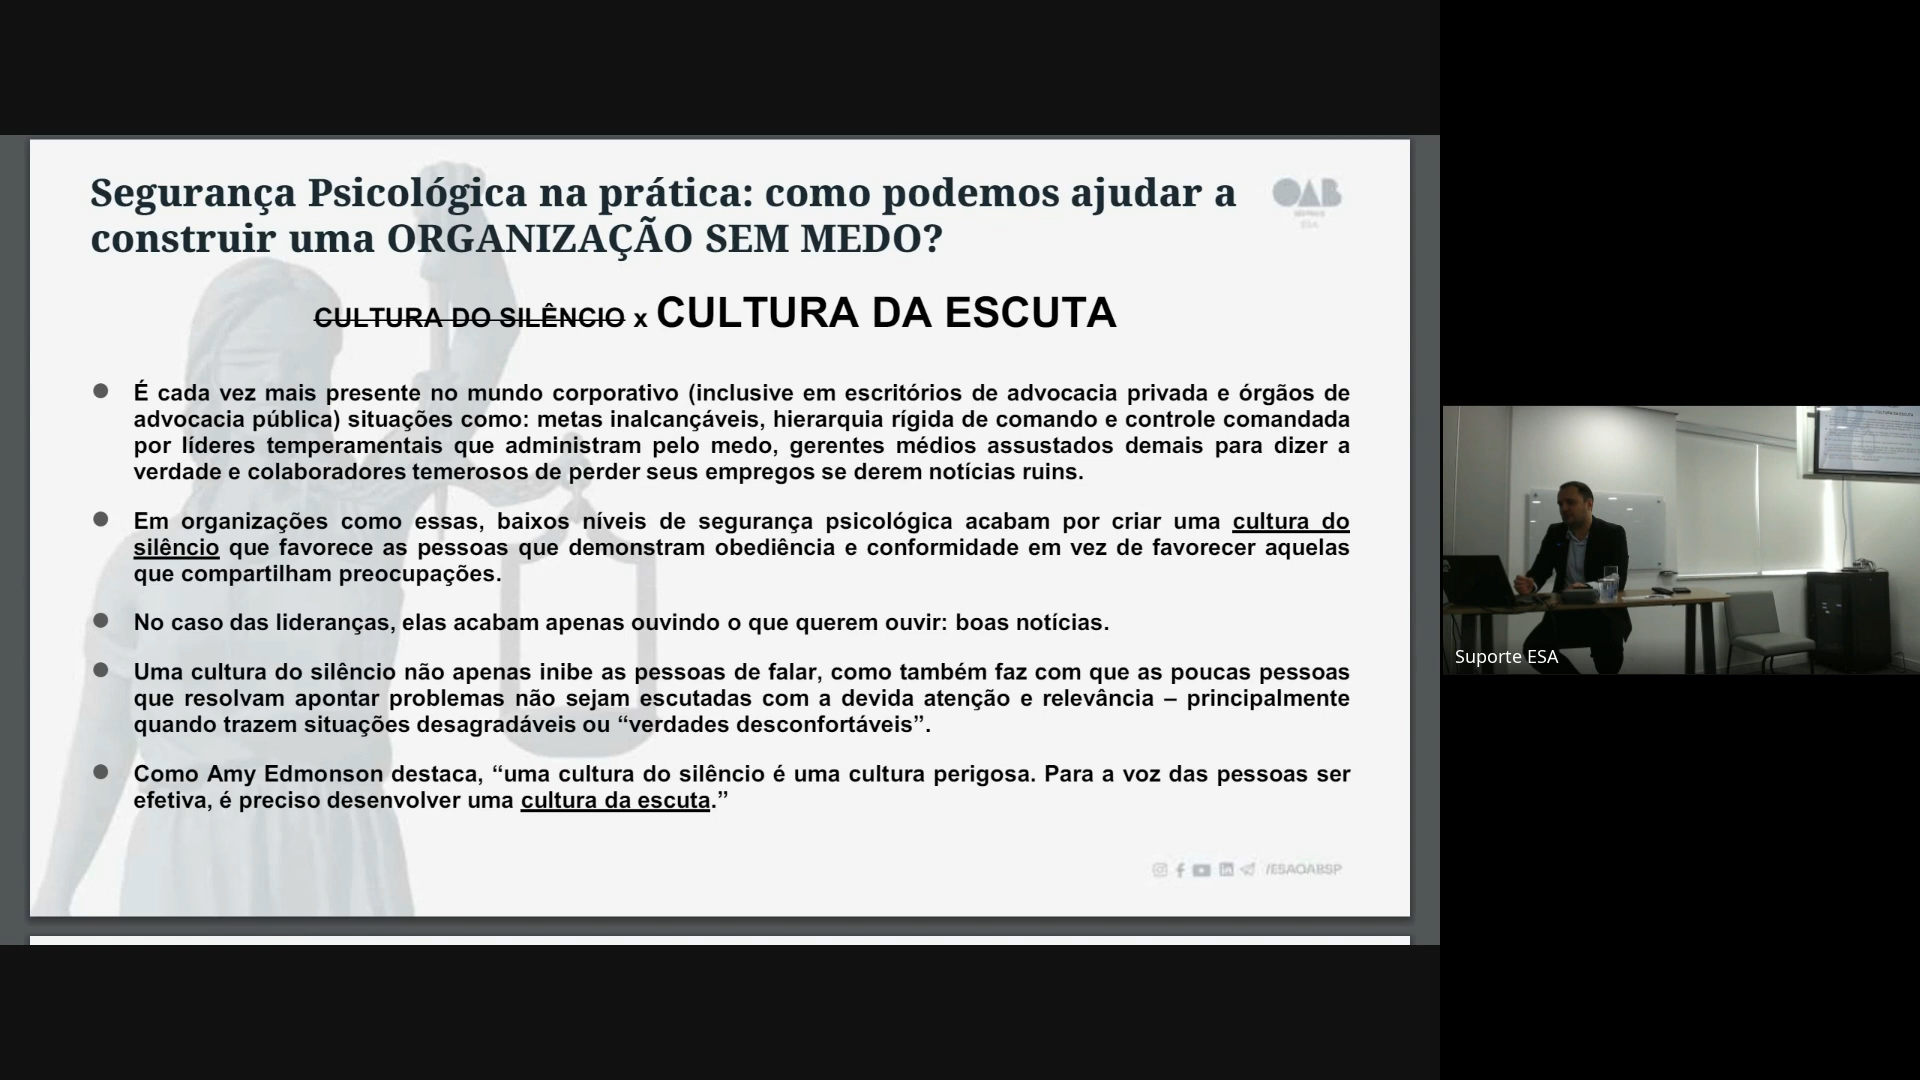 Segurança Psicológica na prática: como podemos ajudar a
construir uma ORGANIZAÇÃO SEM MEDO?
OAB
ESA
CULTURA DO SILÊNCIO x CULTURA DA ESCUTA
● É cada vez mais presente no mundo corporativo (inclusive em escritórios de advocacia privada e órgãos de
advocacia pública) situações como: metas inalcançáveis, hierarquia rígida de comando e controle comandada
por líderes temperamentais que administram pelo medo, gerentes médios assustados demais para dizer a
verdade e colaboradores temerosos de perder seus empregos se derem notícias ruins.
● Em organizações como essas, baixos níveis de segurança psicológica acabam por criar uma cultura do
silêncio que favorece as pessoas que demonstram obediência e conformidade em vez de favorecer aquelas
que compartilham preocupações.
● No caso das lideranças, elas acabam apenas ouvindo o que querem ouvir: boas notícias.
● Uma cultura do silêncio não apenas inibe as pessoas de falar, como também faz com que as poucas pessoas
que resolvam apontar problemas não sejam escutadas com a devida atenção e relevância – principalmente
quando trazem situações desagradáveis ou “verdades desconfortáveis”.
● Como Amy Edmonson destaca, “uma cultura do silêncio é uma cultura perigosa. Para a voz das pessoas ser
efetiva, é preciso desenvolver uma cultura da escuta.”
/ESAOABSP
Suporte ESA